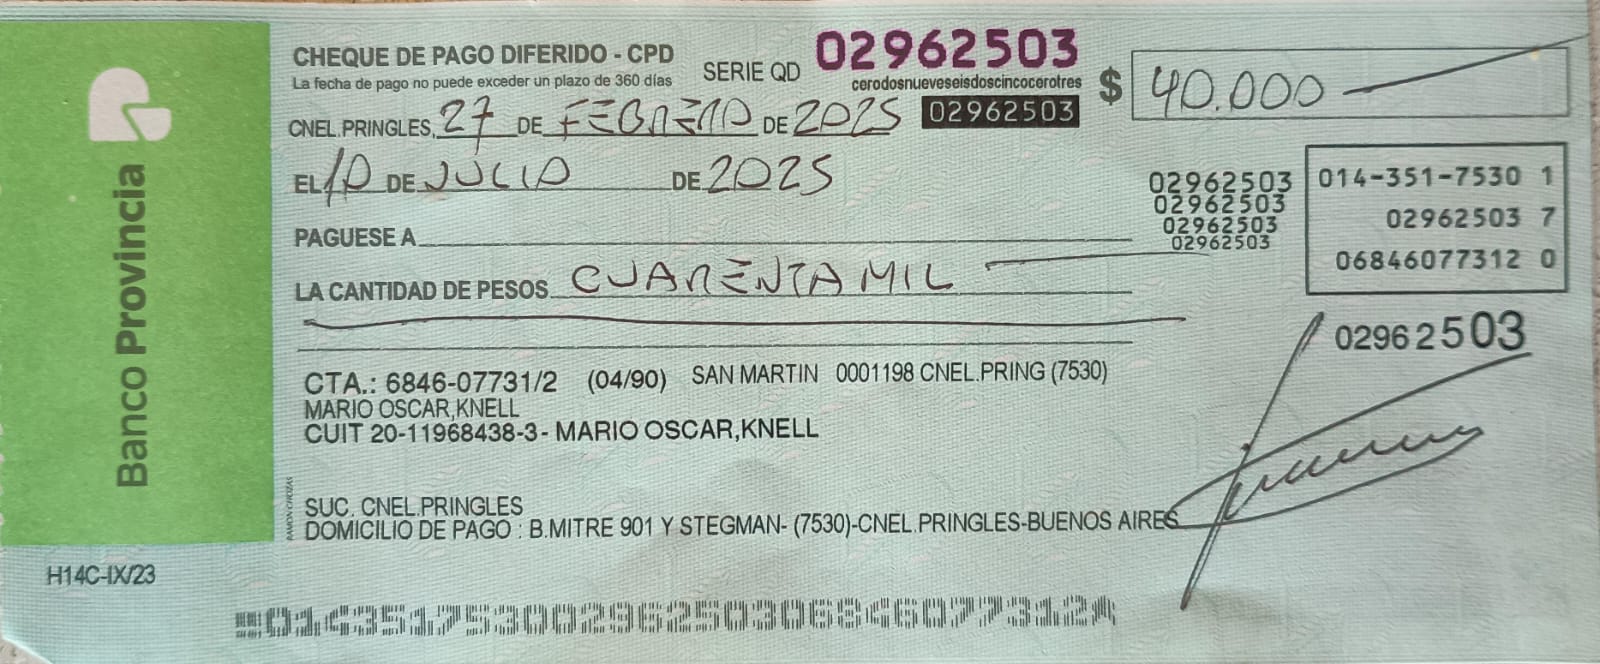 Banco Provincia
CHEQUE DE PAGO DIFERIDO - CPD
La fecha de pago no puede exceder un plazo de 360 días
SERIE QD 02962503
cerodosnueveseisdoscincocerotres
02962503
$ 40.000
CNEL.PRINGLES, 27 DE FEBRERO DE 2025
EL 10 DE JULIO DE 2025
02962503
02962503
02962503
02962503
014-351-7530 1
02962503 7
06846077312 0
PAGUESE A
LA CANTIDAD DE PESOS CUARENTA MIL
02962503
CTA.: 6846-07731/2 (04/90) SAN MARTIN 0001198 CNEL.PRING (7530)
MARIO OSCAR,KNELL
CUIT 20-11968438-3- MARIO OSCAR,KNELL
RAMON CHOZAS
SUC. CNEL.PRINGLES
DOMICILIO DE PAGO : B.MITRE 901 Y STEGMAN- (7530)-CNEL.PRINGLES-BUENOS AIRES
H14C-IX/23
01435175300296250306846077312